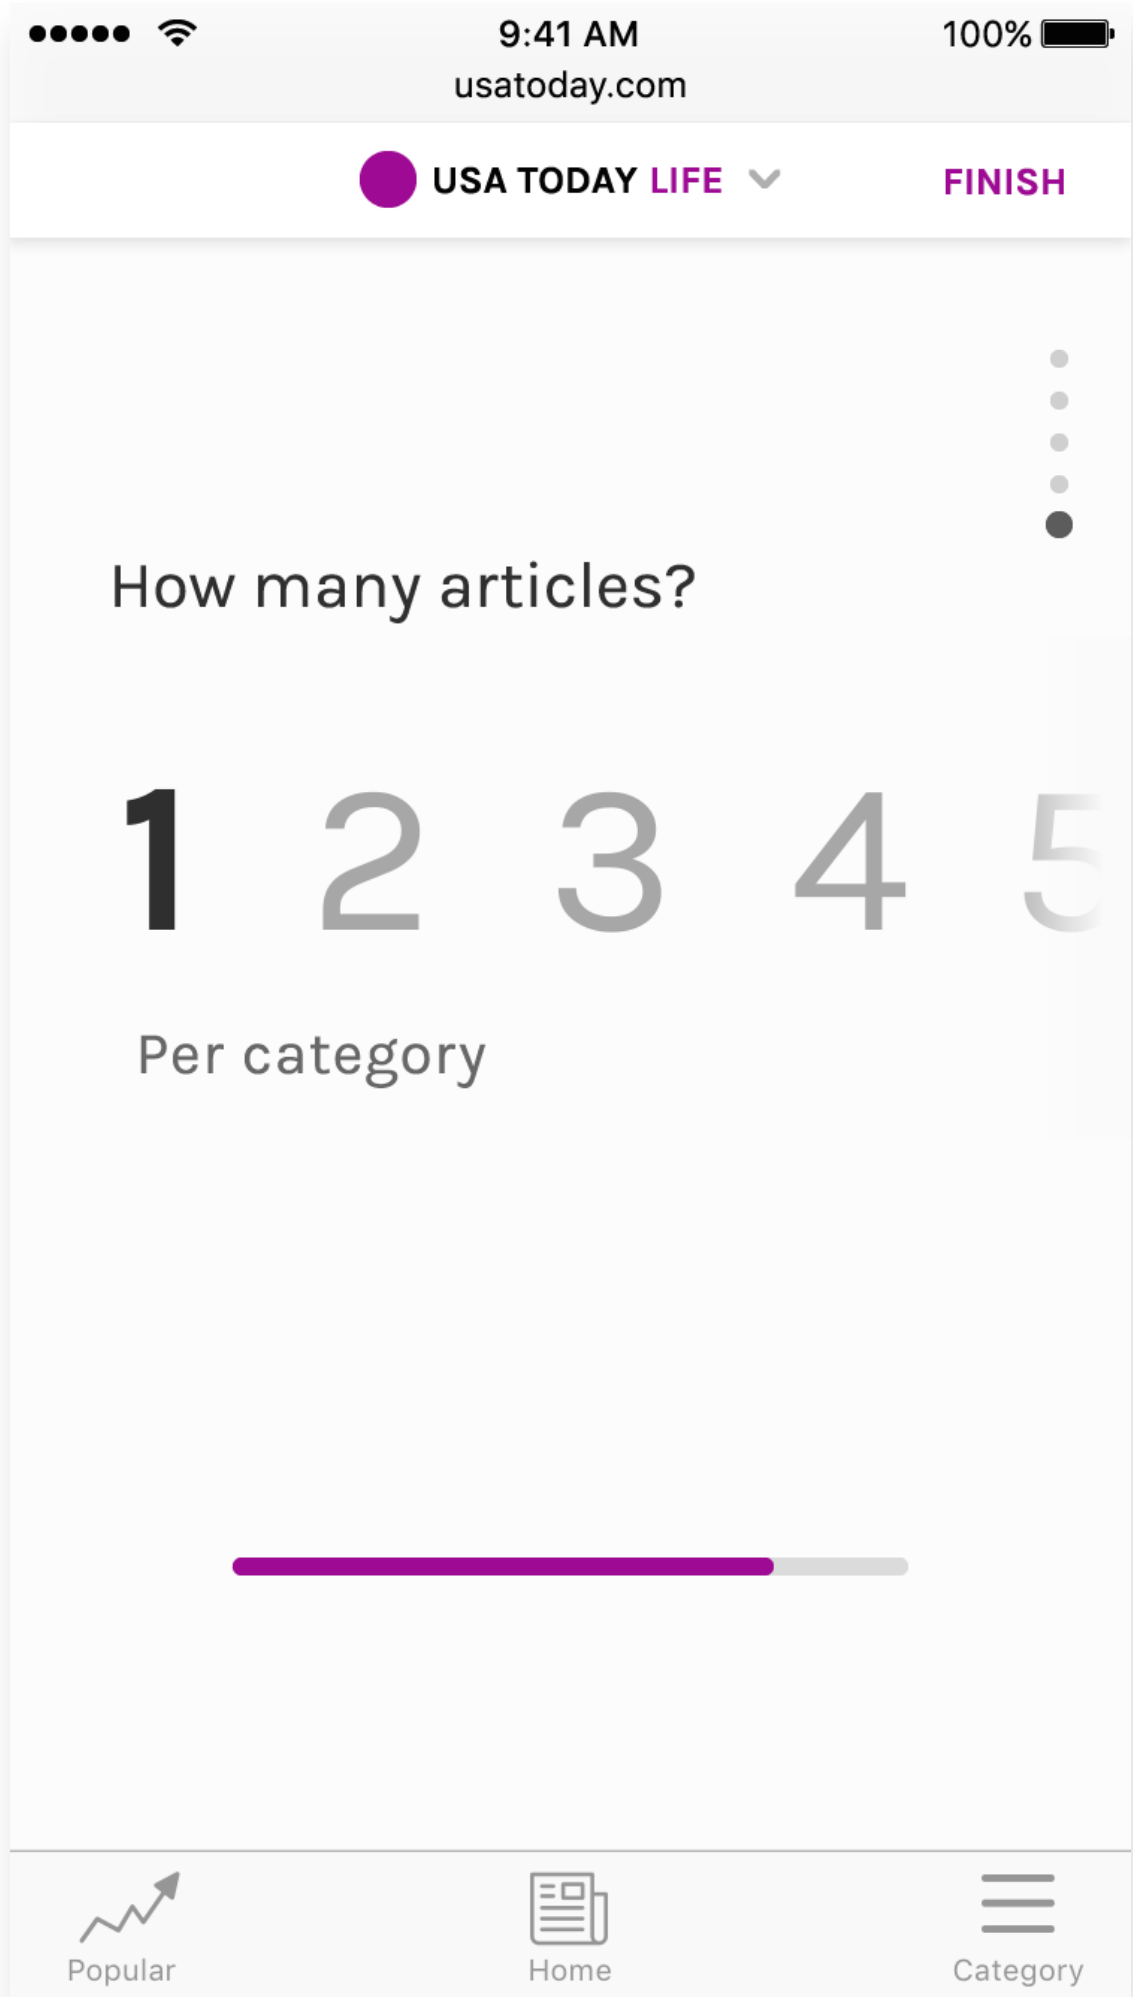 9:41 AM 100%
usatoday.com
USA TODAY LIFE FINISH
How many articles?
1 2 3 4 5
Per category
Popular Home Category